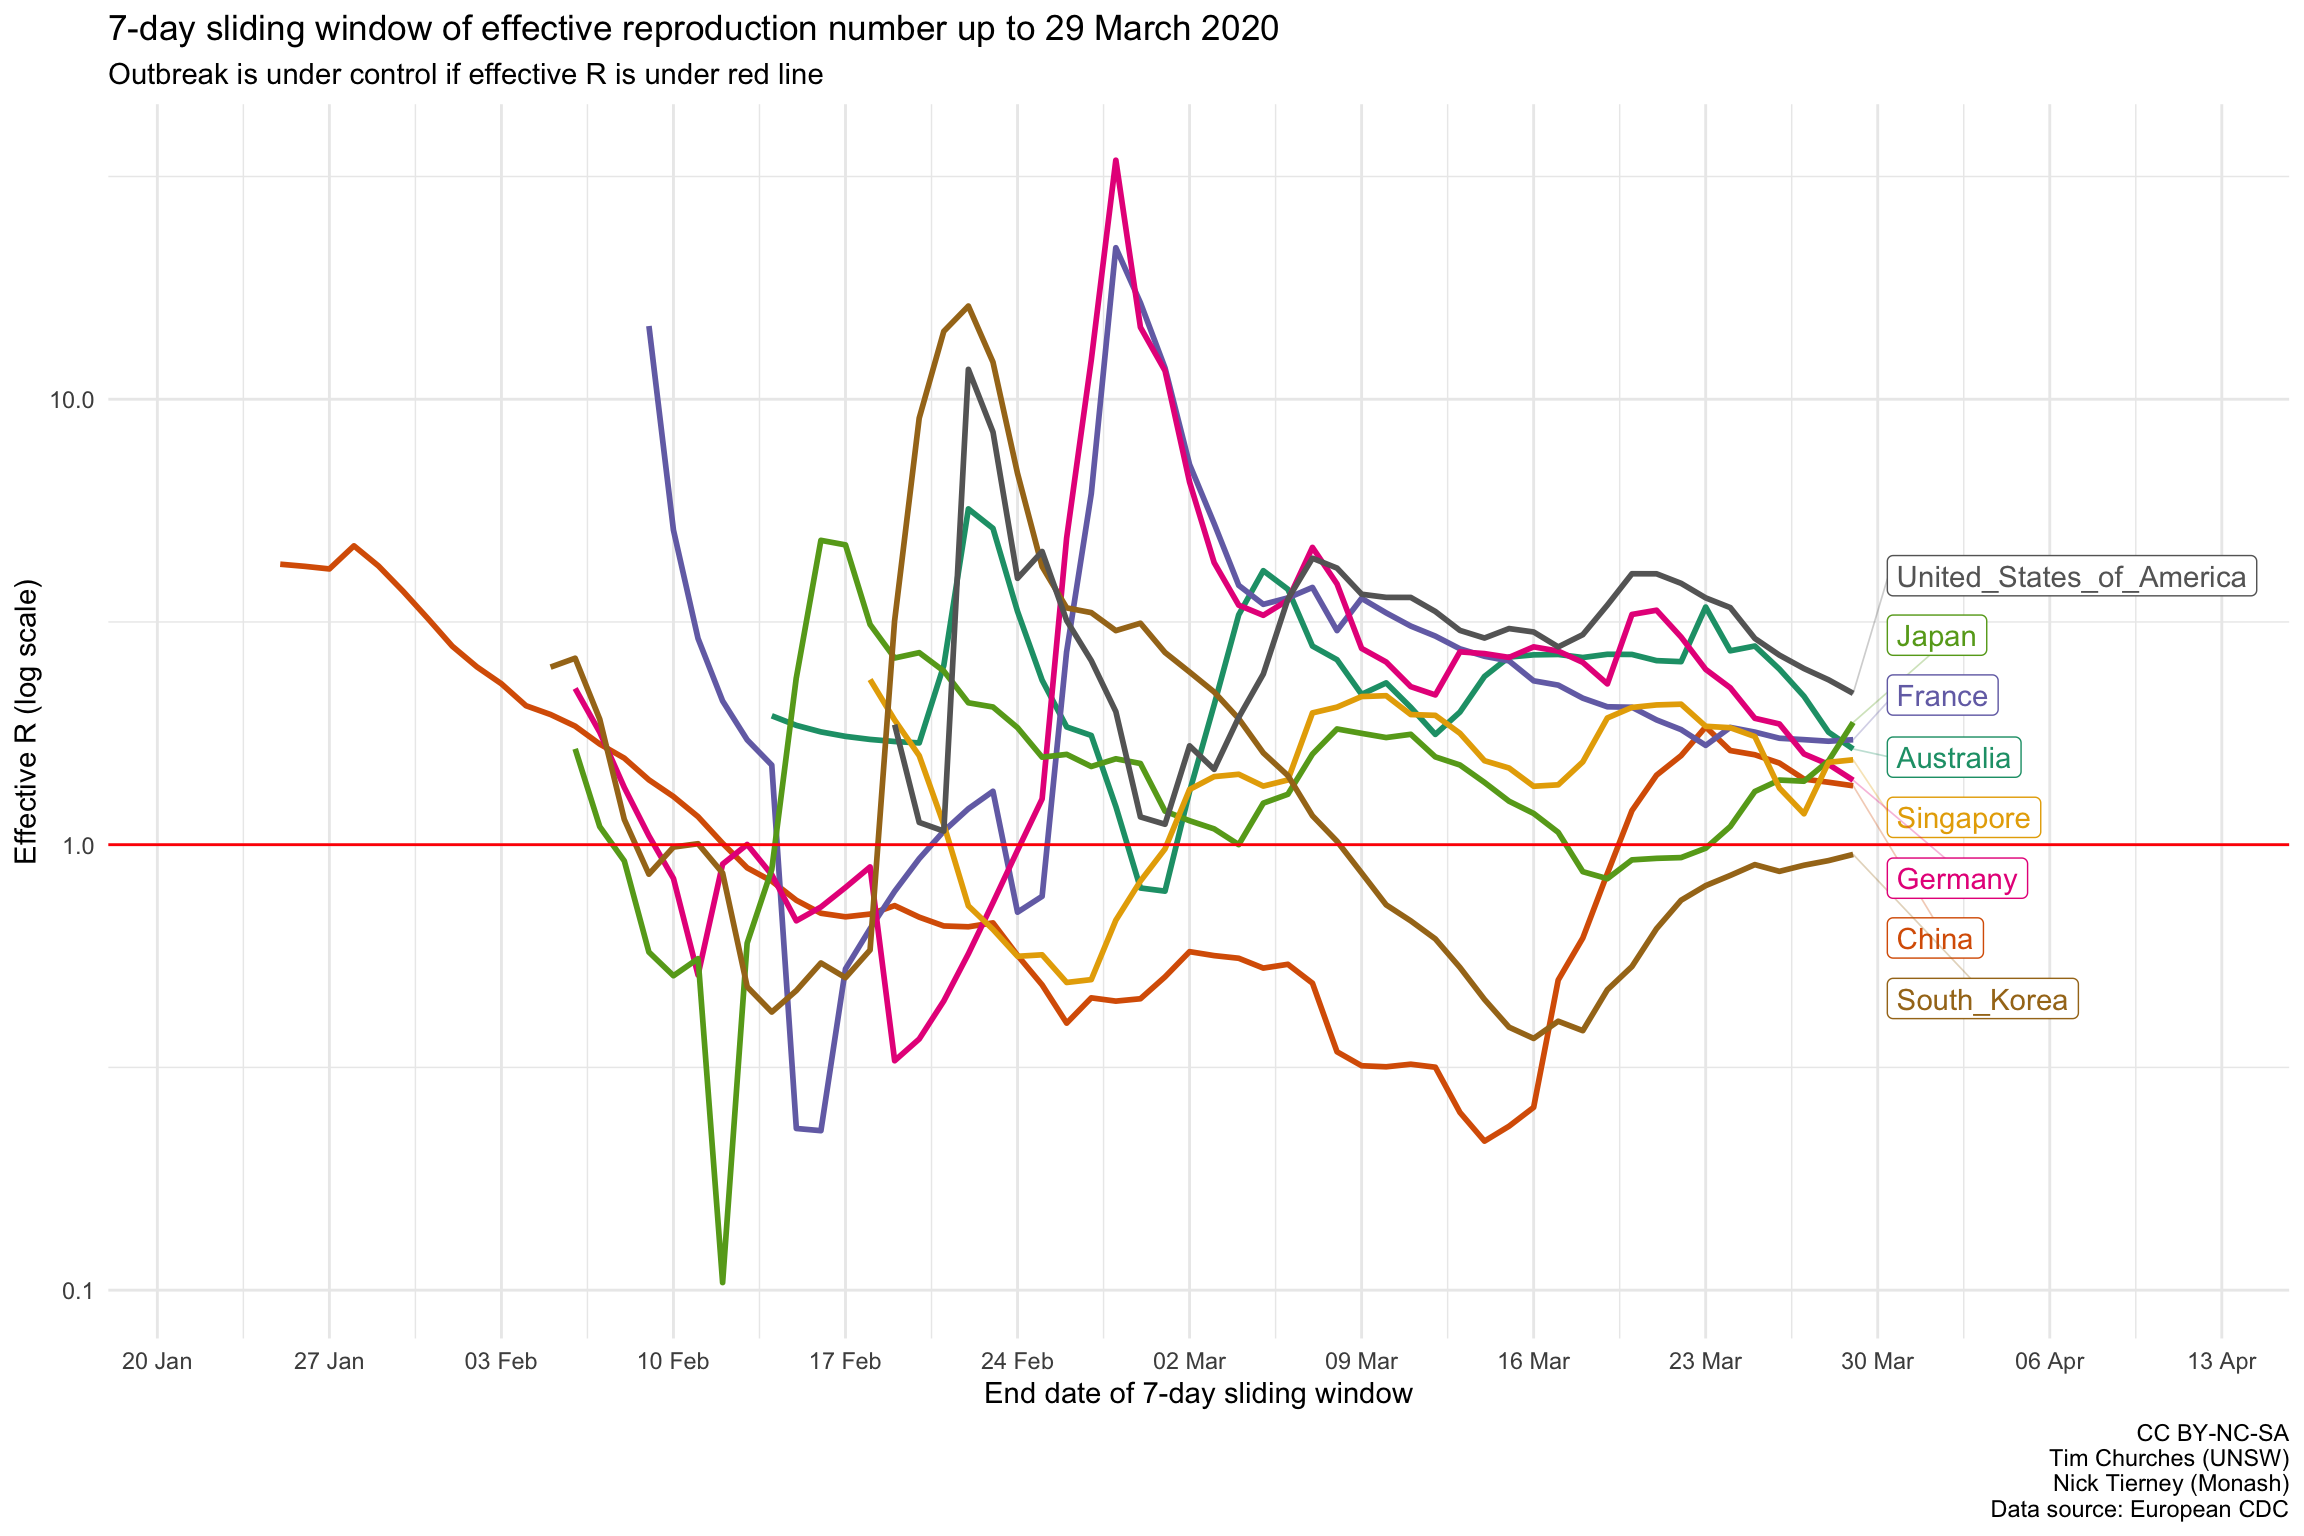 7-day sliding window of effective reproduction number up to 29 March 2020
Outbreak is under control if effective R is under red line
Effective R (log scale)
10.0
1.0
0.1
United_States_of_America
Japan
France
Australia
Singapore
Germany
China
South_Korea
20 Jan
27 Jan
03 Feb
10 Feb
17 Feb
24 Feb
02 Mar
09 Mar
16 Mar
23 Mar
30 Mar
06 Apr
13 Apr
End date of 7-day sliding window
CC BY-NC-SA
Tim Churches (UNSW)
Nick Tierney (Monash)
Data source: European CDC